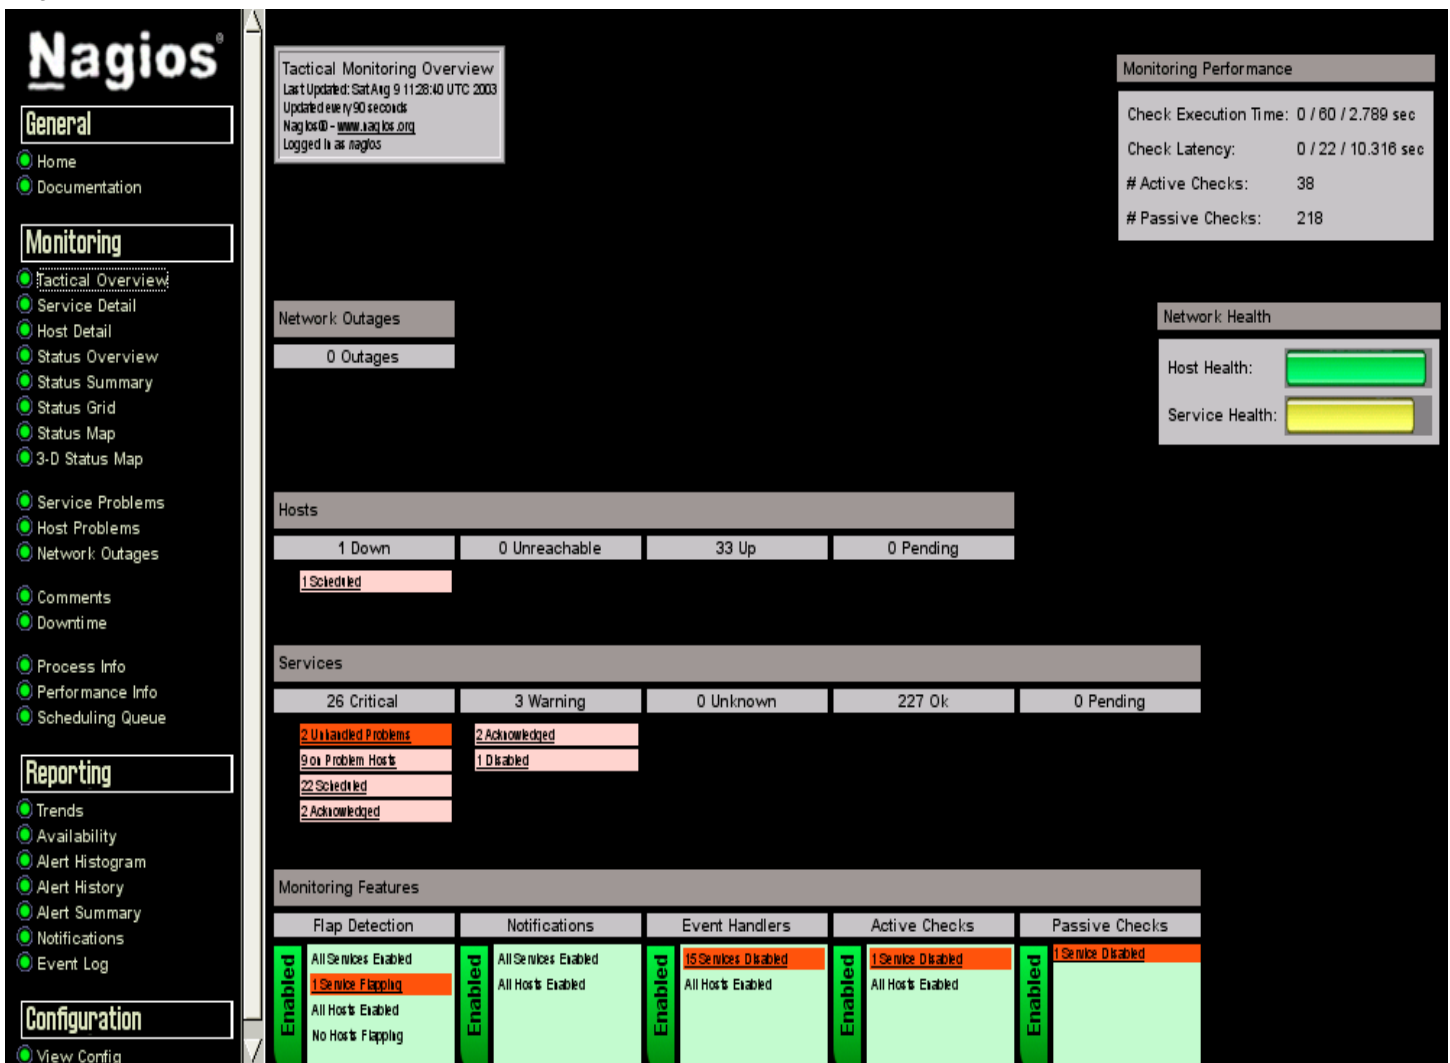 Nagios®
General
Home
Documentation
Monitoring
Tactical Overview
Service Detail
Host Detail
Status Overview
Status Summary
Status Grid
Status Map
3-D Status Map
Service Problems
Host Problems
Network Outages
Comments
Downtime
Process Info
Performance Info
Scheduling Queue
Reporting
Trends
Availability
Alert Histogram
Alert History
Alert Summary
Notifications
Event Log
Configuration
View Config
Tactical Monitoring Overview
Last Updated: Sat Aug 9 11:28:40 UTC 2003
Updated every 90 seconds
Nagios® - www.nagios.org
Logged in as nagios
Monitoring Performance
Check Execution Time: 0 / 60 / 2.789 sec
Check Latency: 0 / 22 / 10.316 sec
# Active Checks: 38
# Passive Checks: 218
Network Outages
0 Outages
Network Health
Host Health:
Service Health:
Hosts
1 Down 0 Unreachable 33 Up 0 Pending
1 Scheduled
Services
26 Critical 3 Warning 0 Unknown 227 Ok 0 Pending
2 Unhandled Problems 2 Acknowledged
9 on Problem Hosts 1 Disabled
22 Scheduled
2 Acknowledged
Monitoring Features
Flap Detection Notifications Event Handlers Active Checks Passive Checks
Enabled
All Services Enabled
1 Service Flapping
All Hosts Enabled
No Hosts Flapping
Enabled
All Services Enabled
All Hosts Enabled
Enabled
15 Services Disabled
All Hosts Enabled
Enabled
1 Service Disabled
All Hosts Enabled
Enabled
1 Service Disabled